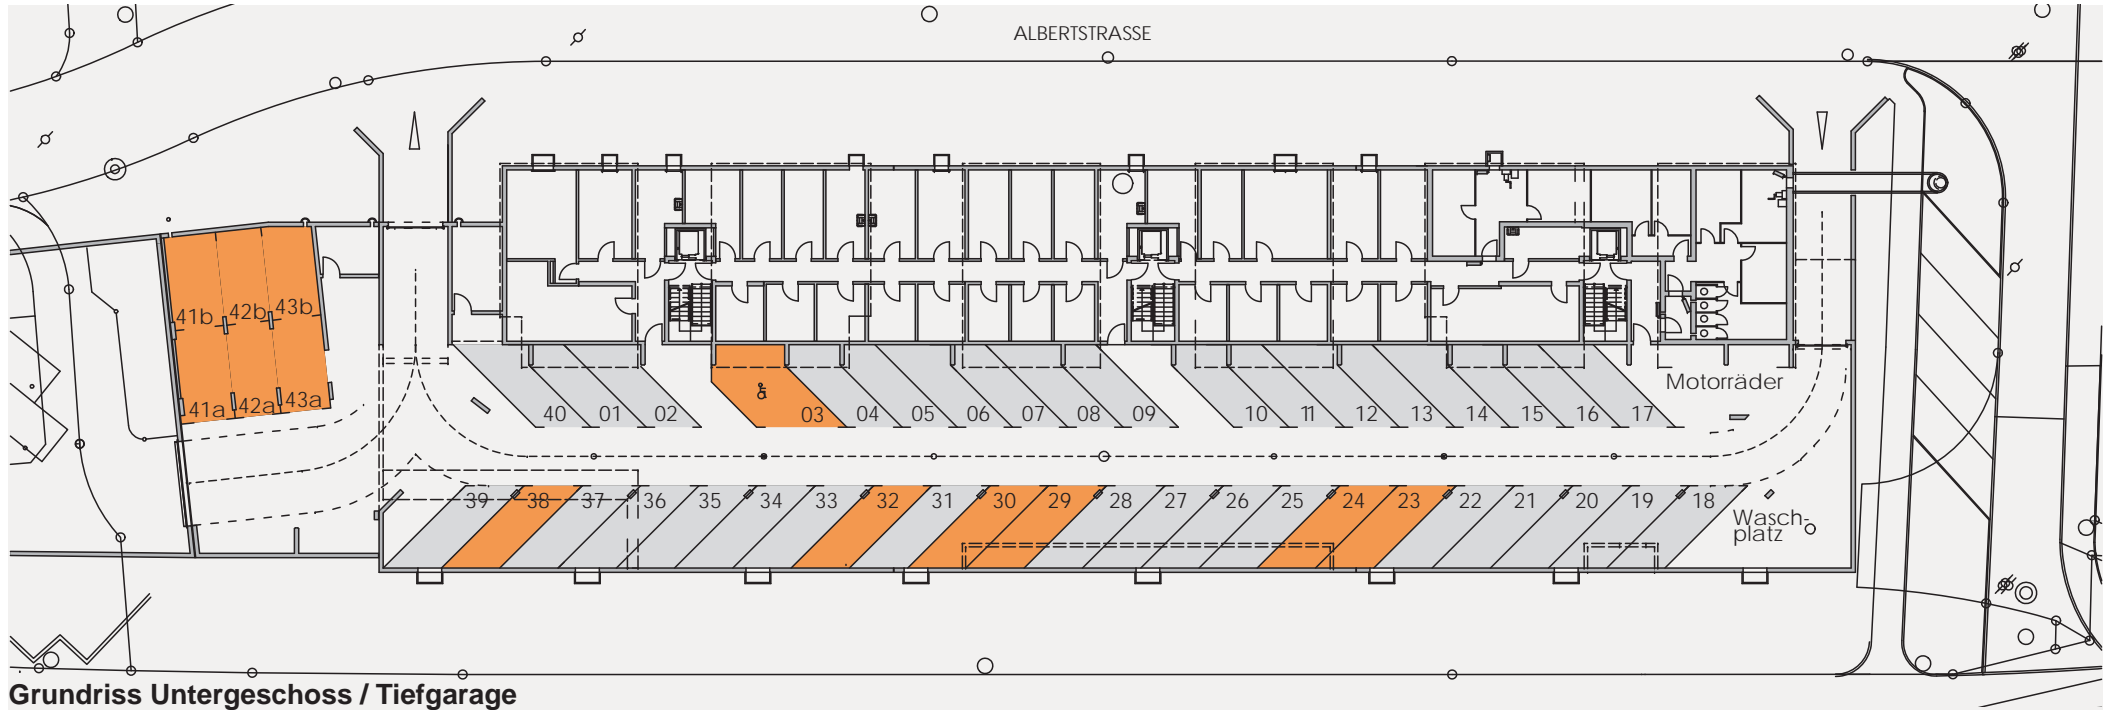 ALBERTSTRASSE
41b 42b 43b
41a 42a 43a
Motorräder
40 01 02 03 04 05 06 07 08 09 10 11 12 13 14 15 16 17
39 38 37 36 35 34 33 32 31 30 29 28 27 26 25 24 23 22 21 20 19 18
Wasch-
platz
Grundriss Untergeschoss / Tiefgarage